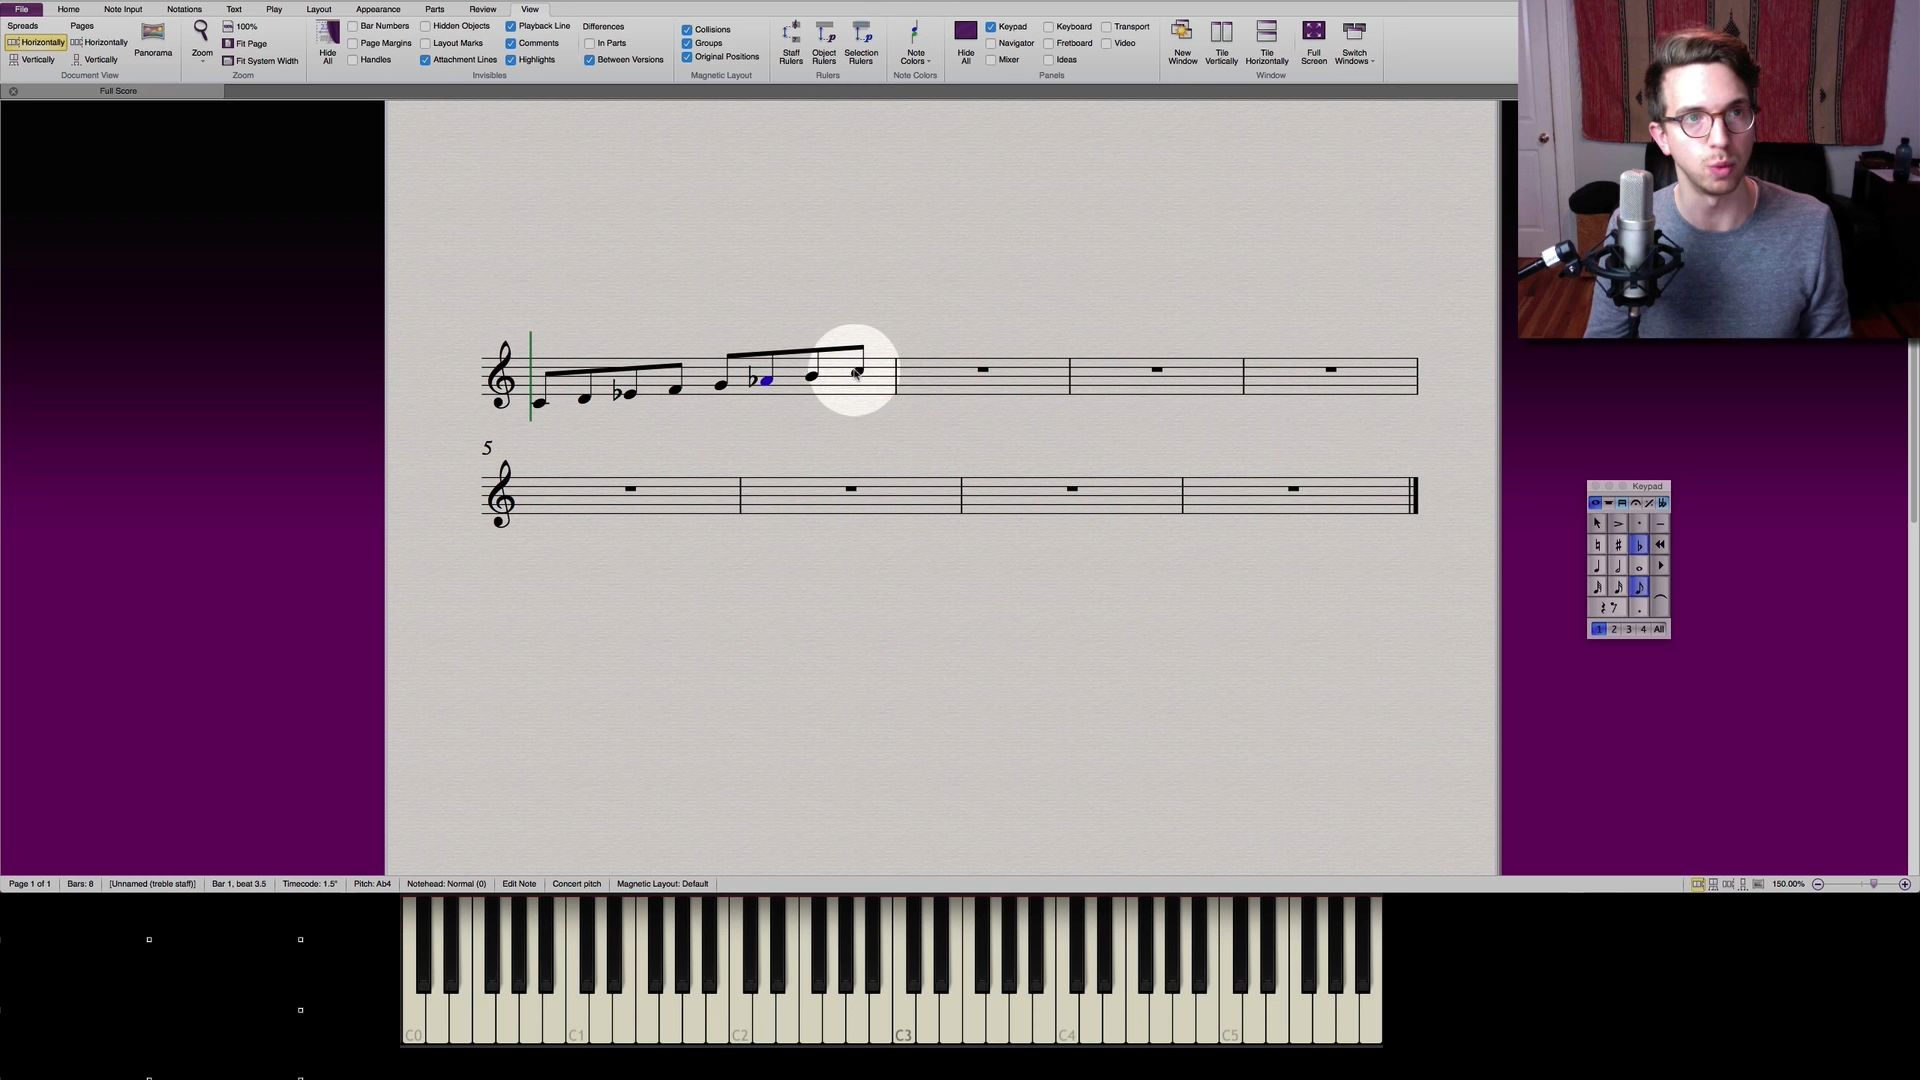 File Home Note Input Notations Text Play Layout Appearance Parts Review View
Spreads Pages 100% Bar Numbers Hidden Objects Playback Line Differences Collisions Keypad Keyboard Transport
Horizontally Horizontally Fit Page Page Margins Layout Marks Comments In Parts Groups Navigator Fretboard Video
Vertically Vertically Panorama Zoom Fit System Width Hide All Handles Attachment Lines Highlights Between Versions Original Positions Staff Rulers Object Rulers Selection Rulers Note Colors Hide All Mixer Ideas New Window Tile Vertically Tile Horizontally Full Screen Switch Windows
Document View Zoom Invisibles Magnetic Layout Rulers Note Colors Panels Window
Full Score
5
Keypad
1 2 3 4 All
Page 1 of 1 Bars: 8 [Unnamed (treble staff)] Bar 1, beat 3.5 Timecode: 1.5" Pitch: Ab4 Notehead: Normal (0) Edit Note Concert pitch Magnetic Layout: Default 150.00%
C0 C1 C2 C3 C4 C5